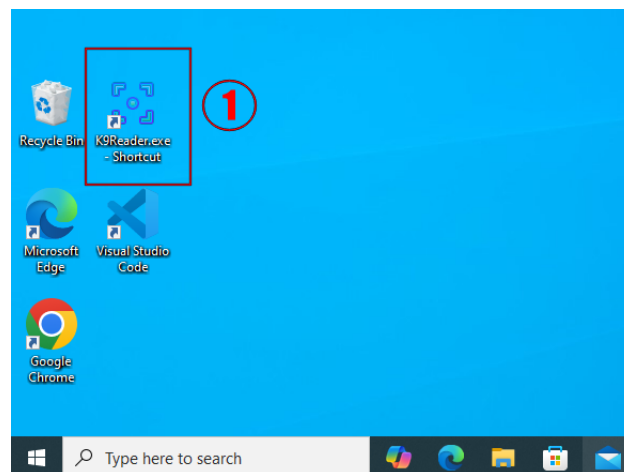 ①
Recycle Bin
K9Reader.exe
- Shortcut
Microsoft
Edge
Visual Studio
Code
Google
Chrome
Type here to search